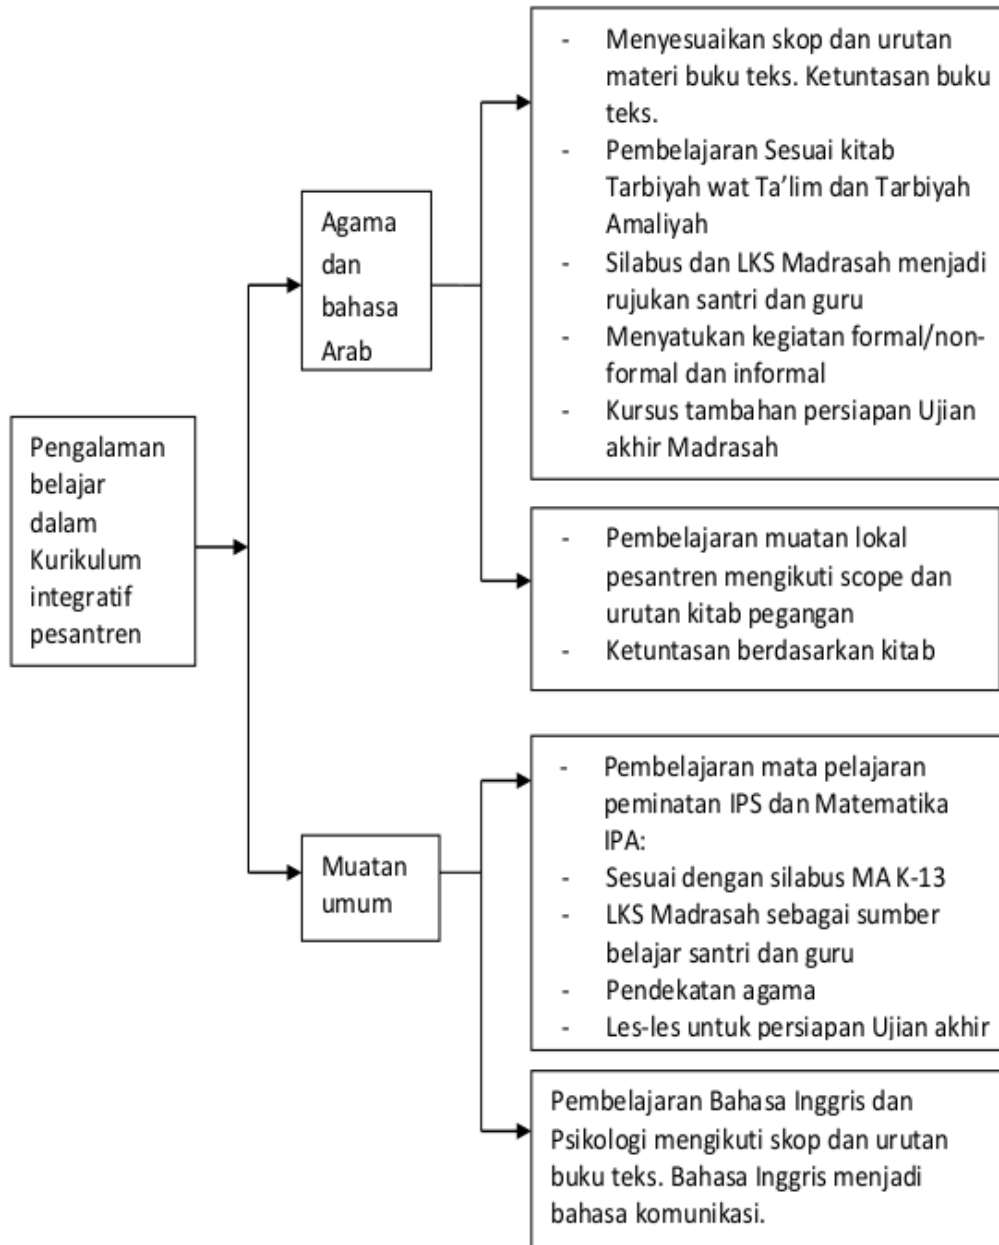 Pengalaman
belajar
dalam
Kurikulum
integratif
pesantren
Agama
dan
bahasa
Arab
- Menyesuaikan skop dan urutan
materi buku teks. Ketuntasan buku
teks.
- Pembelajaran Sesuai kitab
Tarbiyah wat Ta'lim dan Tarbiyah
Amaliyah
- Silabus dan LKS Madrasah menjadi
rujukan santri dan guru
- Menyatukan kegiatan formal/non-
formal dan informal
- Kursus tambahan persiapan Ujian
akhir Madrasah
- Pembelajaran muatan lokal
pesantren mengikuti scope dan
urutan kitab pegangan
- Ketuntasan berdasarkan kitab
Muatan
umum
- Pembelajaran mata pelajaran
peminatan IPS dan Matematika
IPA:
- Sesuai dengan silabus MA K-13
- LKS Madrasah sebagai sumber
belajar santri dan guru
- Pendekatan agama
- Les-les untuk persiapan Ujian akhir
Pembelajaran Bahasa Inggris dan
Psikologi mengikuti skop dan urutan
buku teks. Bahasa Inggris menjadi
bahasa komunikasi.